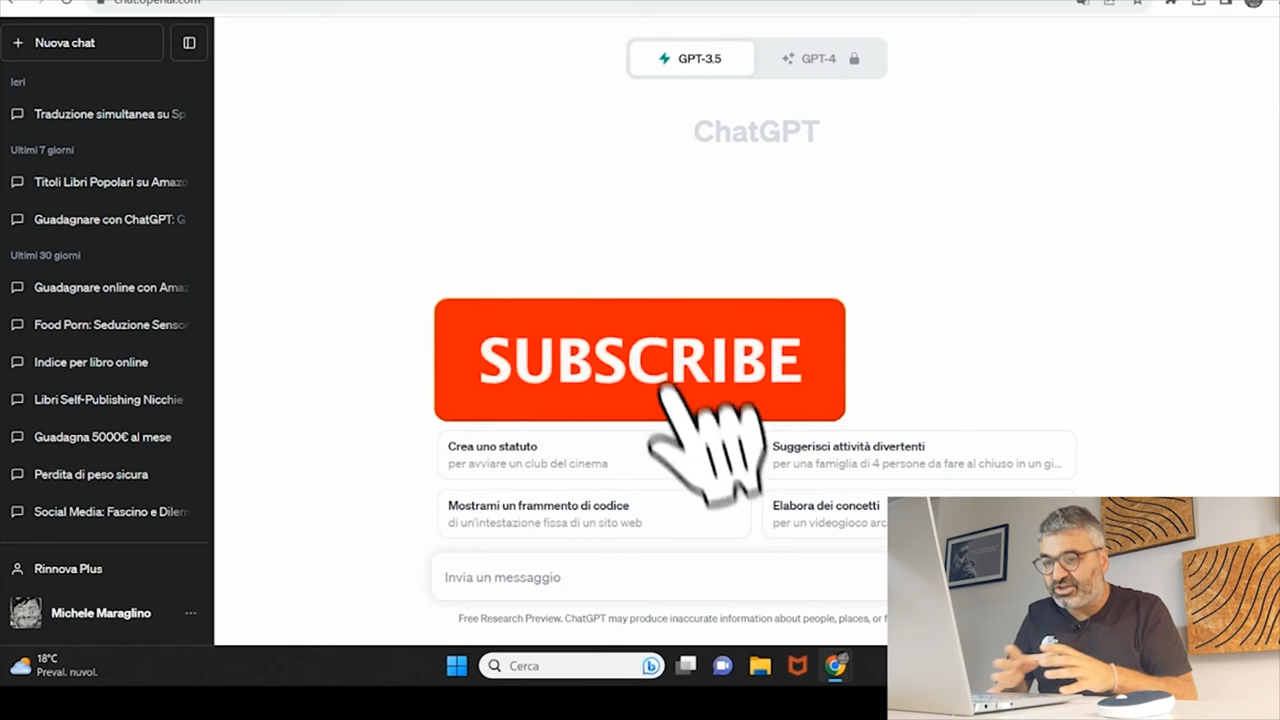 chat.openai.com
Nuova chat
GPT-3.5
GPT-4
Ieri
ChatGPT
Traduzione simultanea su Sp
Ultimi 7 giorni
Titoli Libri Popolari su Amazo
Guadagnare con ChatGPT: G
Ultimi 30 giorni
Guadagnare online con Amaz
Food Porn: Seduzione Sensor
Indice per libro online
Libri Self-Publishing Nicchie
Guadagna 5000€ al mese
Perdita di peso sicura
Social Media: Fascino e Dilem
SUBSCRIBE
Crea uno statuto
per avviare un club del cinema
Suggerisci attività divertenti
per una famiglia di 4 persone da fare al chiuso in un gi...
Mostrami un frammento di codice
di un'intestazione fissa di un sito web
Elabora dei concetti
per un videogioco arc
Invia un messaggio
Free Research Preview. ChatGPT may produce inaccurate information about people, places, or f
Rinnova Plus
Michele Maraglino
18°C
Preval. nuvol.
Cerca